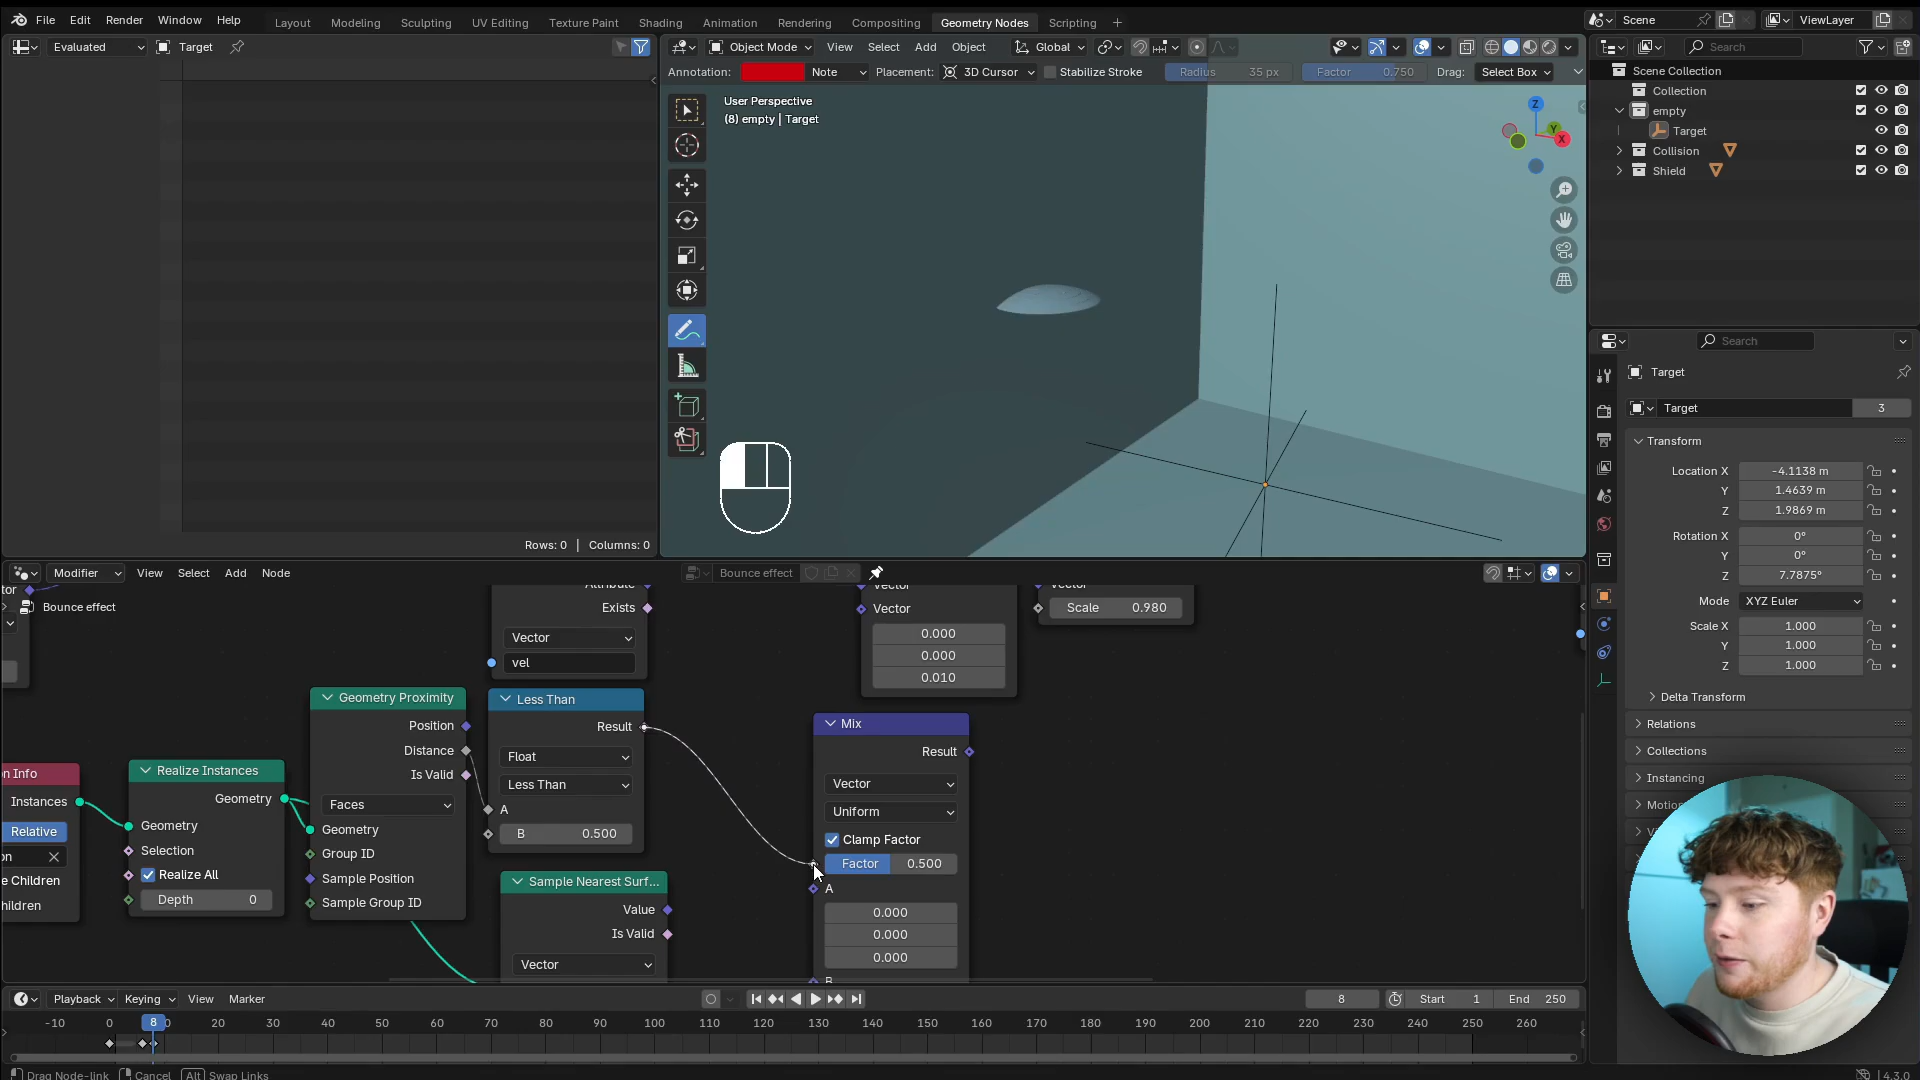 File Edit Render Window Help Layout Modeling Sculpting UV Editing Texture Paint Shading Animation Rendering Compositing Geometry Nodes Scripting + Scene ViewLayer
Evaluated Target
Object Mode View Select Add Object Global
Search
Annotation: Note Placement: 3D Cursor Stabilize Stroke Radius 35 px Factor 0.750 Drag: Select Box
User Perspective
(8) empty | Target
Z
Y
X
Scene Collection
Collection
empty
Target
Collision
Shield
Search
Target
Target 3
Transform
Location X -4.1138 m
Y 1.4639 m
Z 1.9869 m
Rotation X 0°
Y 0°
Z 7.7875°
Mode XYZ Euler
Scale X 1.000
Y 1.000
Z 1.000
Delta Transform
Relations
Collections
Instancing
Motio
Rows: 0 | Columns: 0
Modifier View Select Add Node Bounce effect
tor
Bounce effect
Attribute
Exists
Vector
vel
Vector
Vector
0.000
0.000
0.010
Vector
Scale 0.980
n Info
Instances
Relative
on
e Children
hildren
Realize Instances
Geometry
Geometry
Selection
Realize All
Depth 0
Geometry Proximity
Position
Distance
Is Valid
Faces
Geometry
Group ID
Sample Position
Sample Group ID
Less Than
Result
Float
Less Than
A
B 0.500
Sample Nearest Surf...
Value
Is Valid
Vector
Mix
Result
Vector
Uniform
Clamp Factor
Factor 0.500
A
0.000
0.000
0.000
B
Playback Keying View Marker 8 Start 1 End 250
-10 0 8 20 30 40 50 60 70 80 90 100 110 120 130 140 150 160 170 180 190 200 210 220 230 240 250 260
Drag Node-link Cancel Alt Swap Links 4.3.0